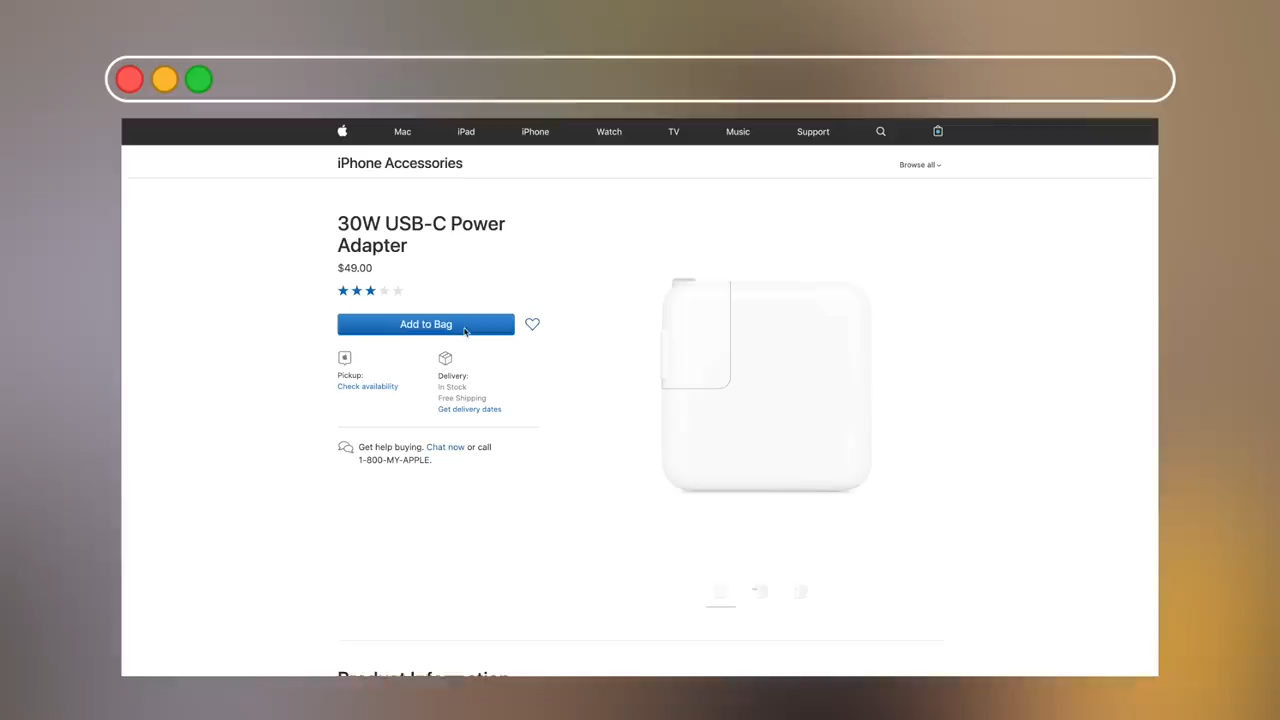 Mac iPad iPhone Watch TV Music Support
iPhone Accessories
Browse all
30W USB-C Power
Adapter
$49.00
Add to Bag
Pickup:
Check availability
Delivery:
In Stock
Free Shipping
Get delivery dates
Get help buying. Chat now or call
1-800-MY-APPLE.
Product Information